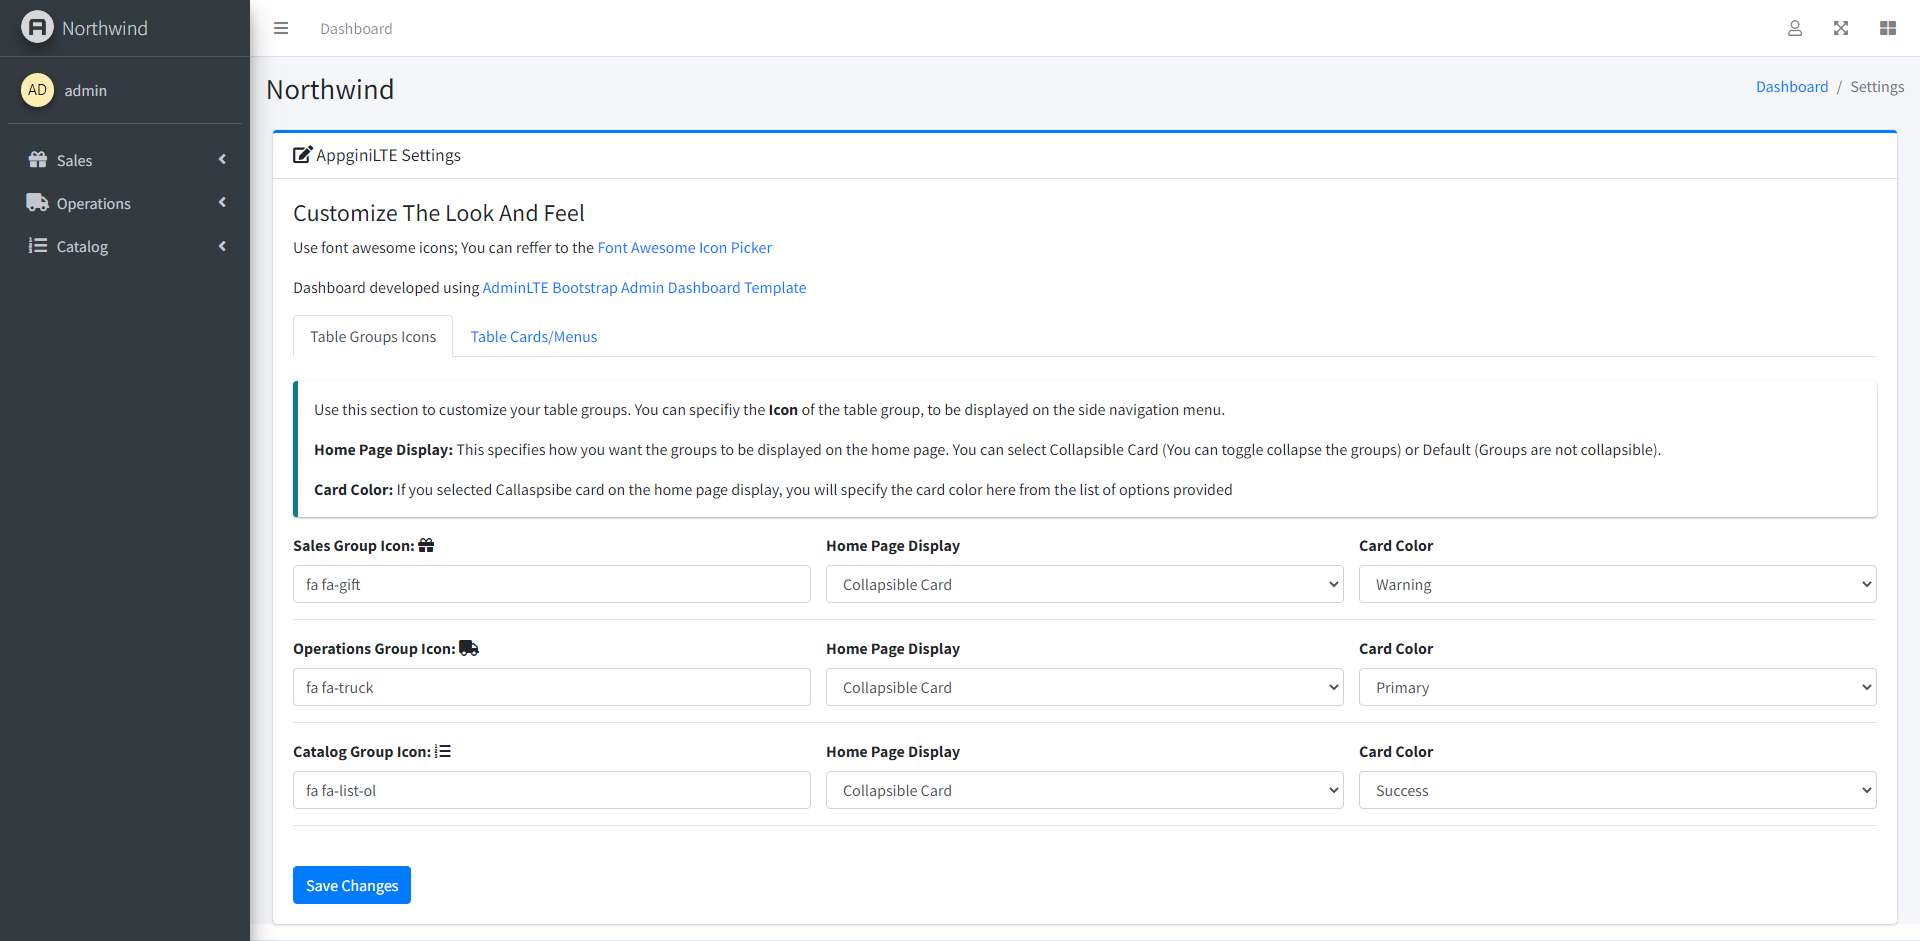 Northwind
Dashboard
AD admin
Sales
Operations
Catalog
Northwind
Dashboard / Settings
AppginiLTE Settings
Customize The Look And Feel
Use font awesome icons; You can reffer to the Font Awesome Icon Picker
Dashboard developed using AdminLTE Bootstrap Admin Dashboard Template
Table Groups Icons Table Cards/Menus
Use this section to customize your table groups. You can specifiy the Icon of the table group, to be displayed on the side navigation menu.
Home Page Display: This specifies how you want the groups to be displayed on the home page. You can select Collapsible Card (You can toggle collapse the groups) or Default (Groups are not collapsible).
Card Color: If you selected Callaspsibe card on the home page display, you will specify the card color here from the list of options provided
Sales Group Icon: Home Page Display Card Color
fa fa-gift Collapsible Card Warning
Operations Group Icon: Home Page Display Card Color
fa fa-truck Collapsible Card Primary
Catalog Group Icon: Home Page Display Card Color
fa fa-list-ol Collapsible Card Success
Save Changes